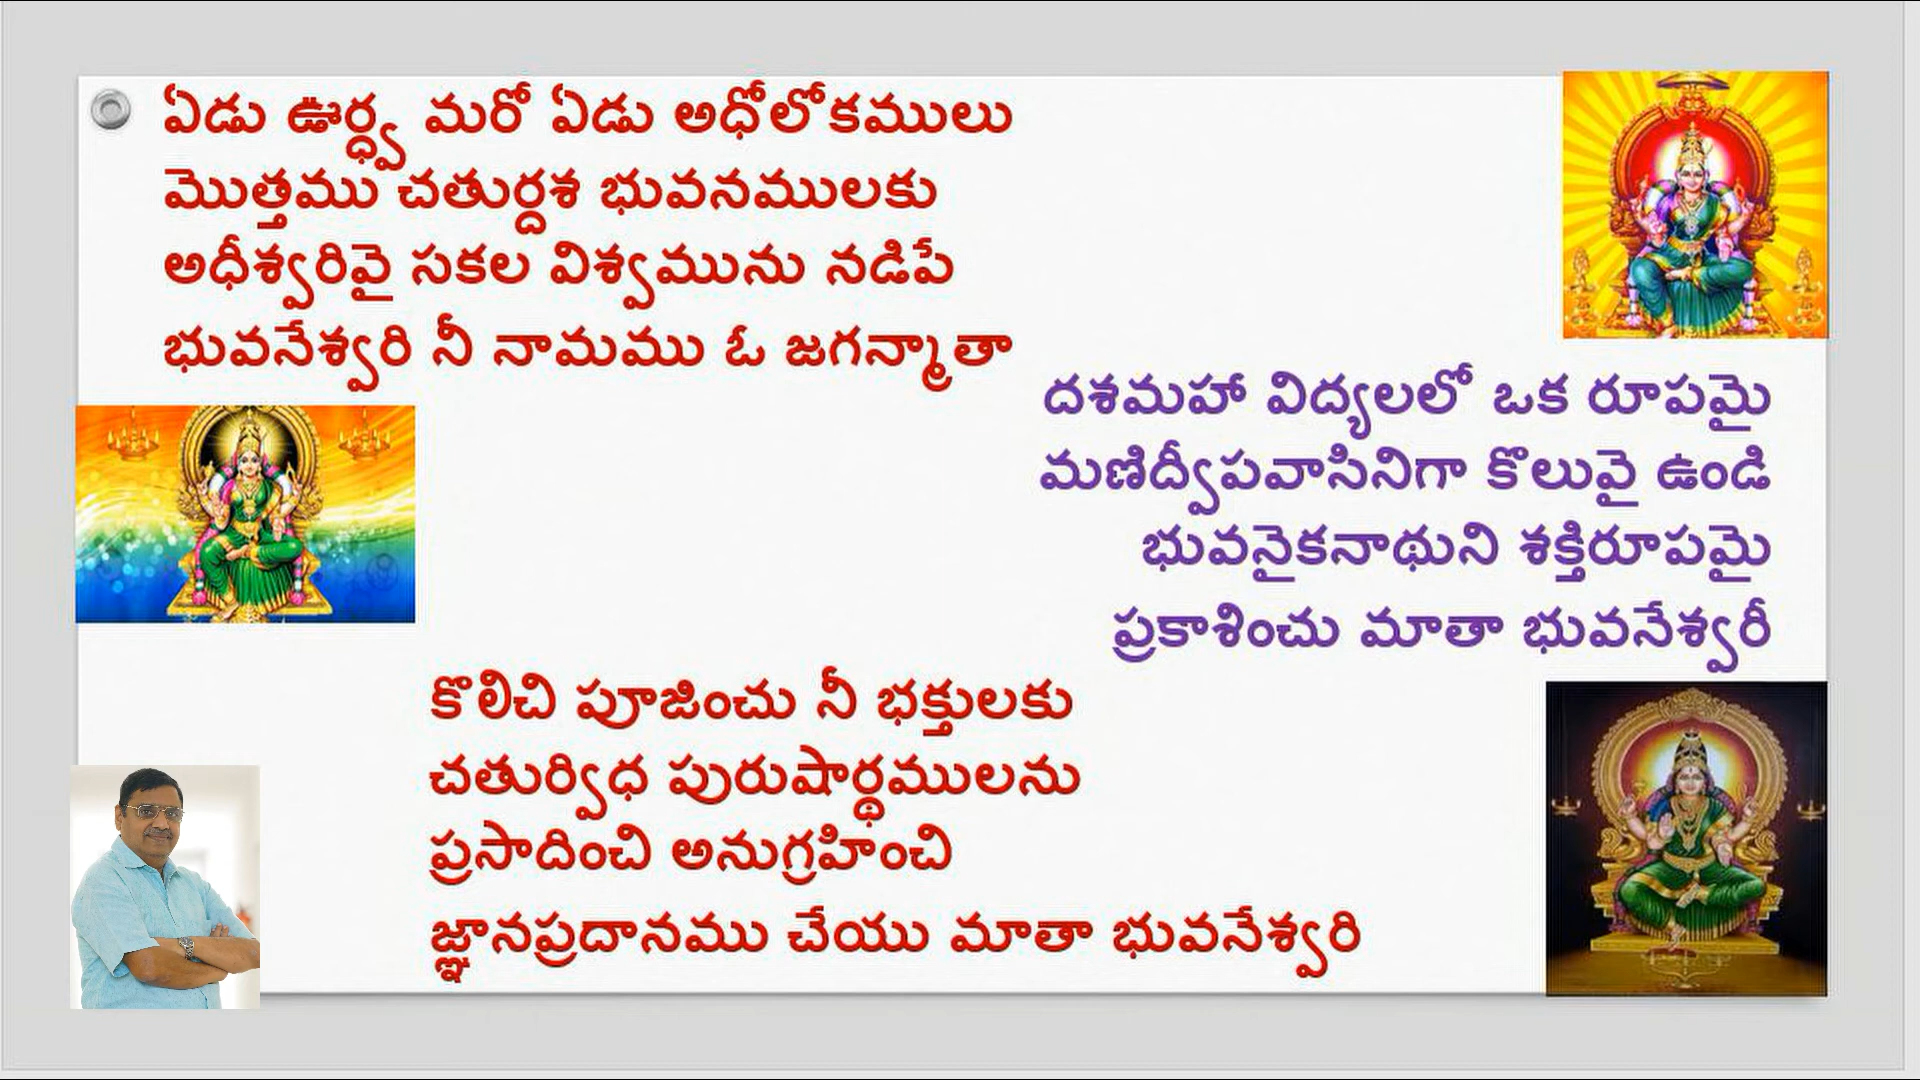 ఏడు ఊర్ధ్వ మరో ఏడు అధోలోకములు
మొత్తము చతుర్దశ భువనములకు
అధీశ్వరివై సకల విశ్వమును నడిపే
భువనేశ్వరి నీ నామము ఓ జగన్మాతా
దశమహా విద్యలలో ఒక రూపమై
మణిద్వీపవాసినిగా కొలువై ఉండి
భువనైకనాథుని శక్తిరూపమై
ప్రకాశించు మాతా భువనేశ్వరీ
కొలిచి పూజించు నీ భక్తులకు
చతుర్విధ పురుషార్థములను
ప్రసాదించి అనుగ్రహించి
జ్ఞానప్రదానము చేయు మాతా భువనేశ్వరి